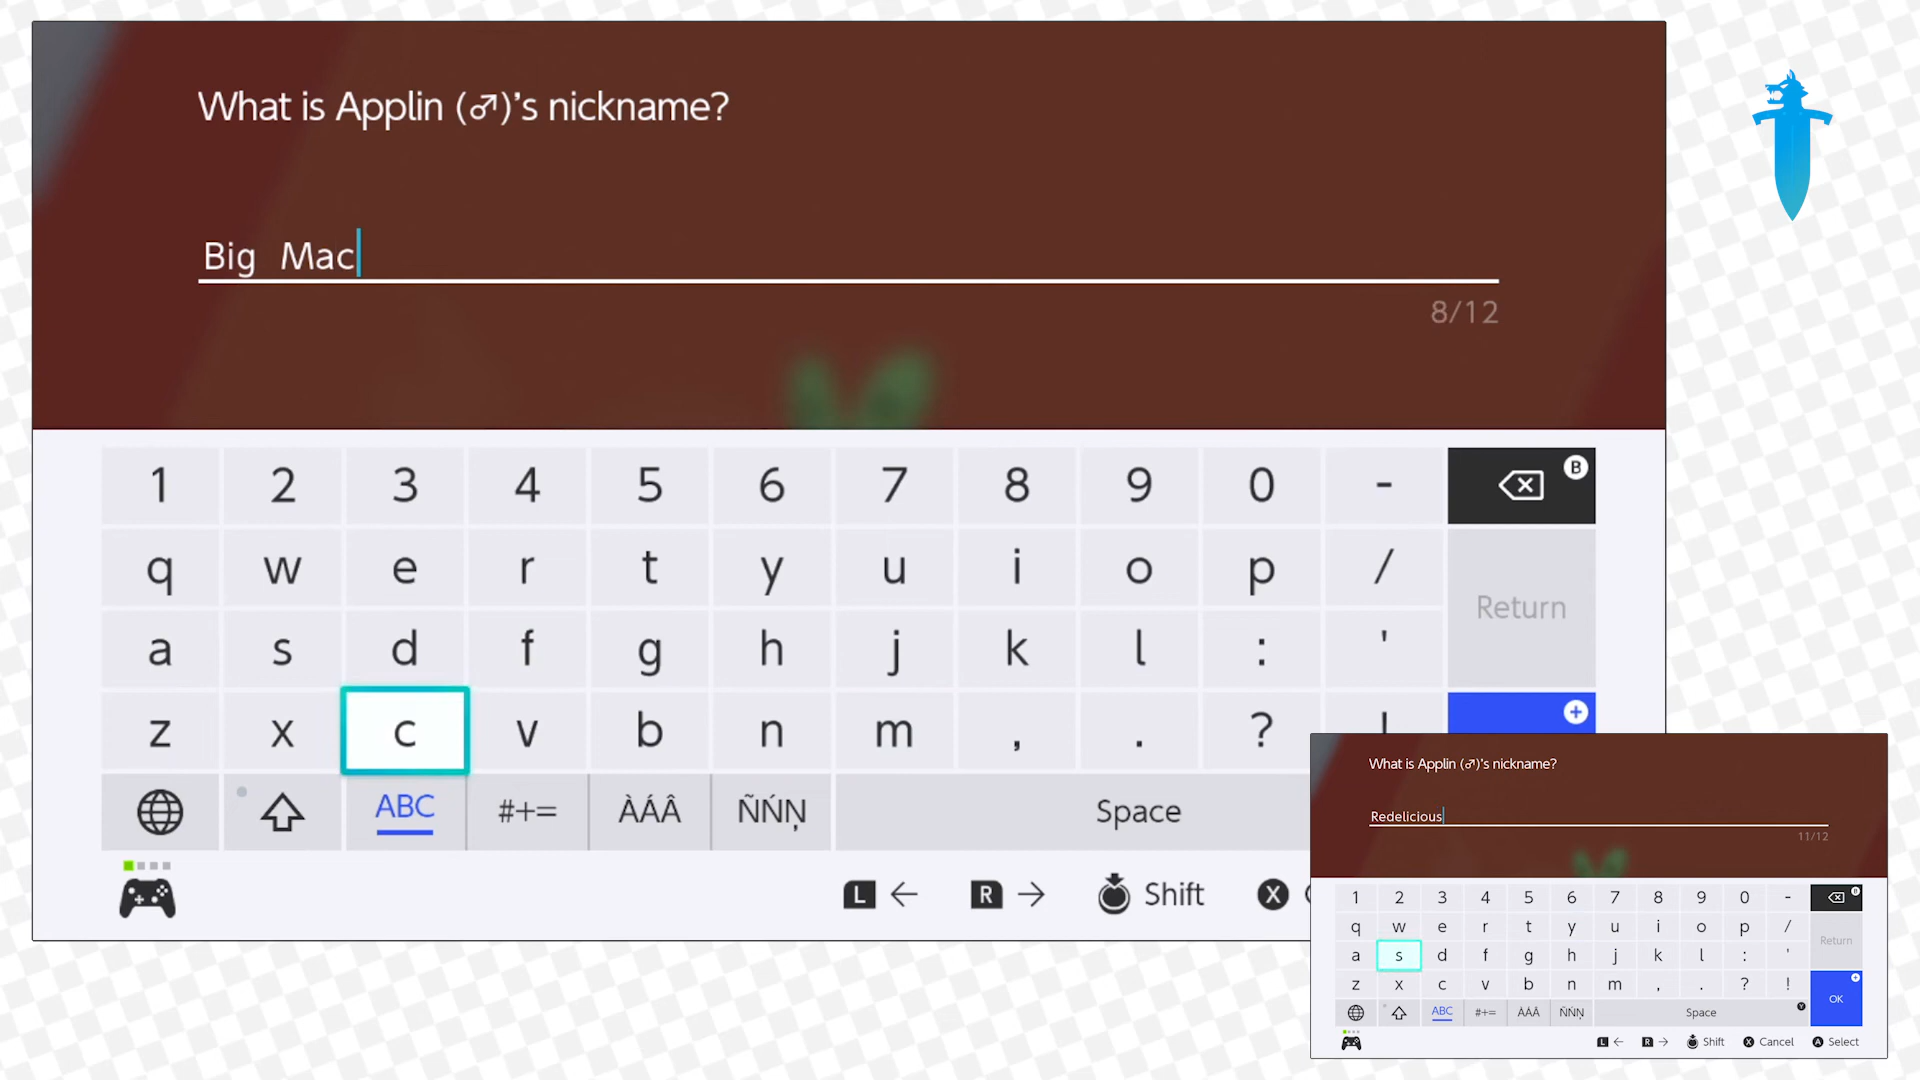 What is Applin (♂)'s nickname?
Big  Mac
8/12
1 2 3 4 5 6 7 8 9 0 - B
q w e r t y u i o p /
Return
a s d f g h j k l : '
z x c v b n m , . ? ! +
ABC #+= ÀÁÂ ÑŃŅ Space
L ← R → Shift X
What is Applin (♂)'s nickname?
Redelicious
11/12
1 2 3 4 5 6 7 8 9 0 - B
q w e r t y u i o p /
Return
a s d f g h j k l : '
z x c v b n m , . ? ! +
OK
ABC #+= ÀÁÂ ÑŃŅ Space Y
L ← R → Shift X Cancel A Select